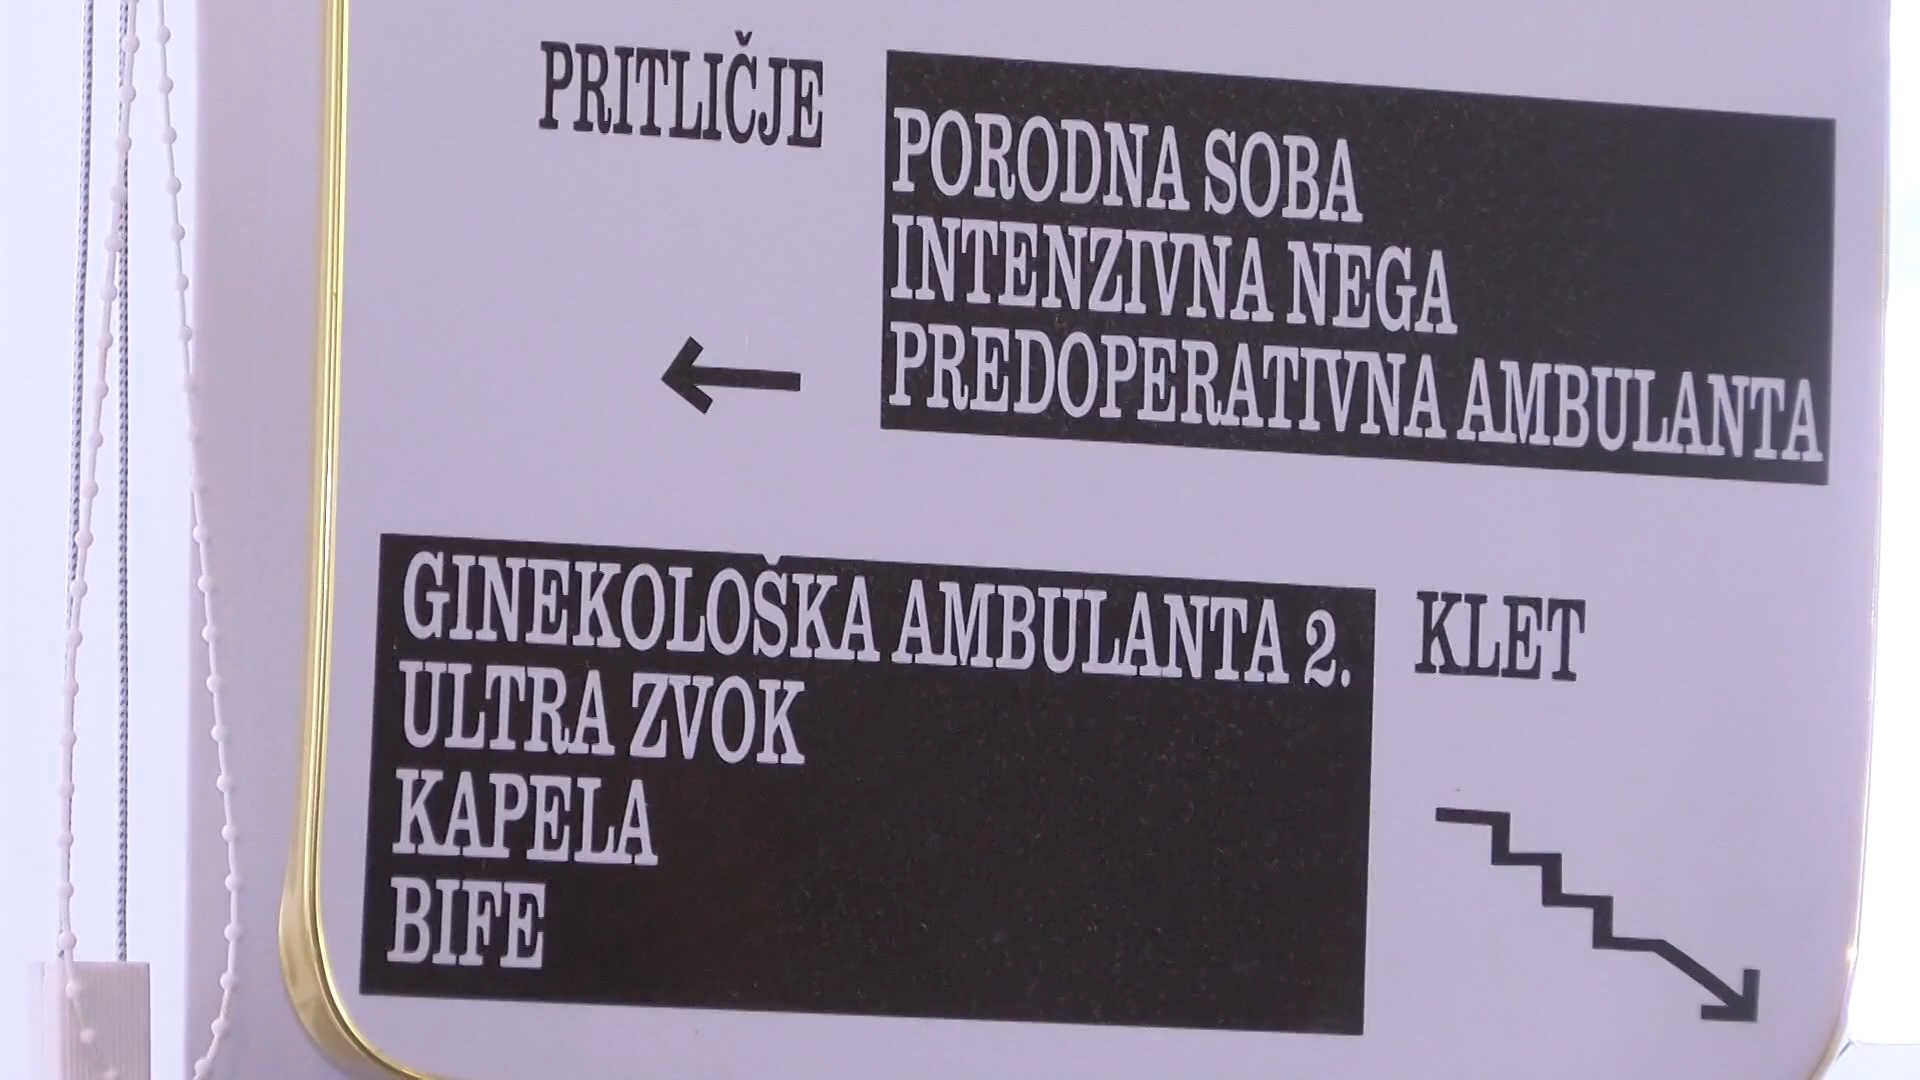 PRITLIČJE
PORODNA SOBA
INTENZIVNA NEGA
PREDOPERATIVNA AMBULANTA
GINEKOLOŠKA AMBULANTA 2.
ULTRA ZVOK
KAPELA
BIFE
KLET